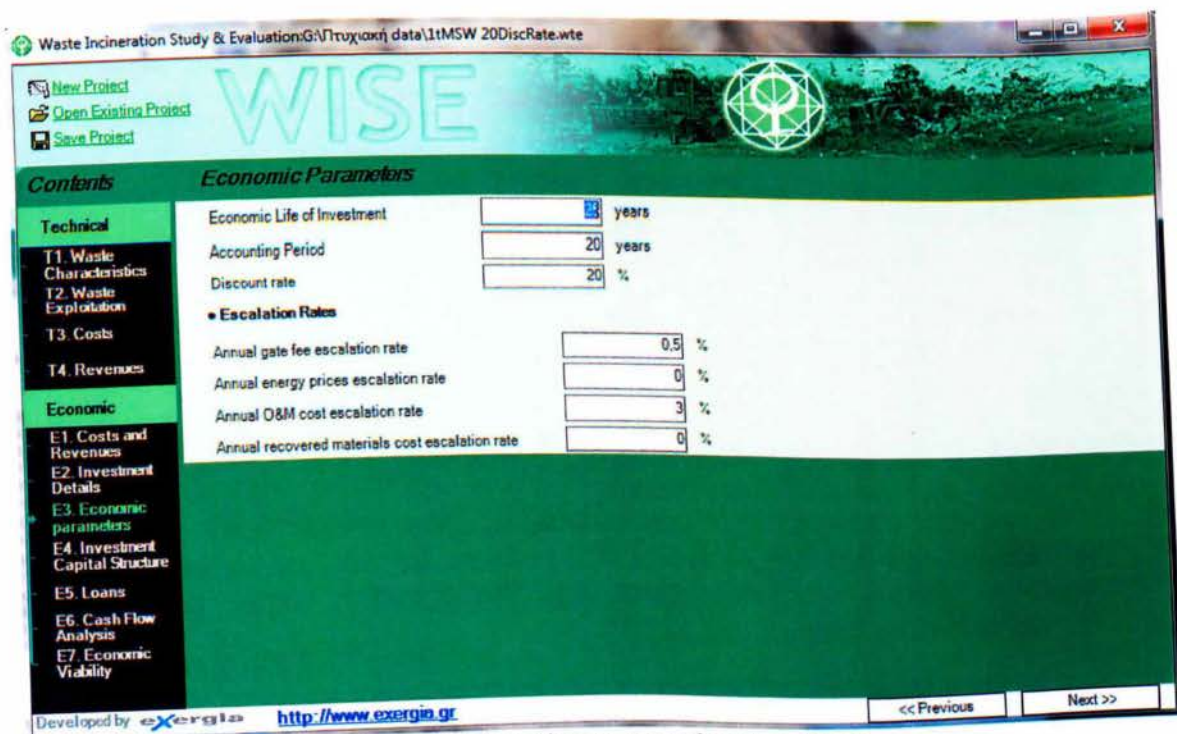 Waste Incineration Study & Evaluation:G:\Πτυχιακή data\1tMSW 20DiscRate.wte
New Project
Open Existing Project
Save Project
WISE
Contents
Economic Parameters
Technical
T1. Waste
Characteristics
T2. Waste
Exploitation
T3. Costs
T4. Revenues
Economic
E1. Costs and
Revenues
E2. Investment
Details
E3. Economic
parameters
E4. Investment
Capital Structure
E5. Loans
E6. Cash Flow
Analysis
E7. Economic
Viability
Economic Life of Investment years
Accounting Period 20 years
Discount rate 20 %
• Escalation Rates
Annual gate fee escalation rate 0,5 %
Annual energy prices escalation rate 0 %
Annual O&M cost escalation rate 3 %
Annual recovered materials cost escalation rate 0 %
Developed by exergia http://www.exergia.gr
<< Previous
Next >>